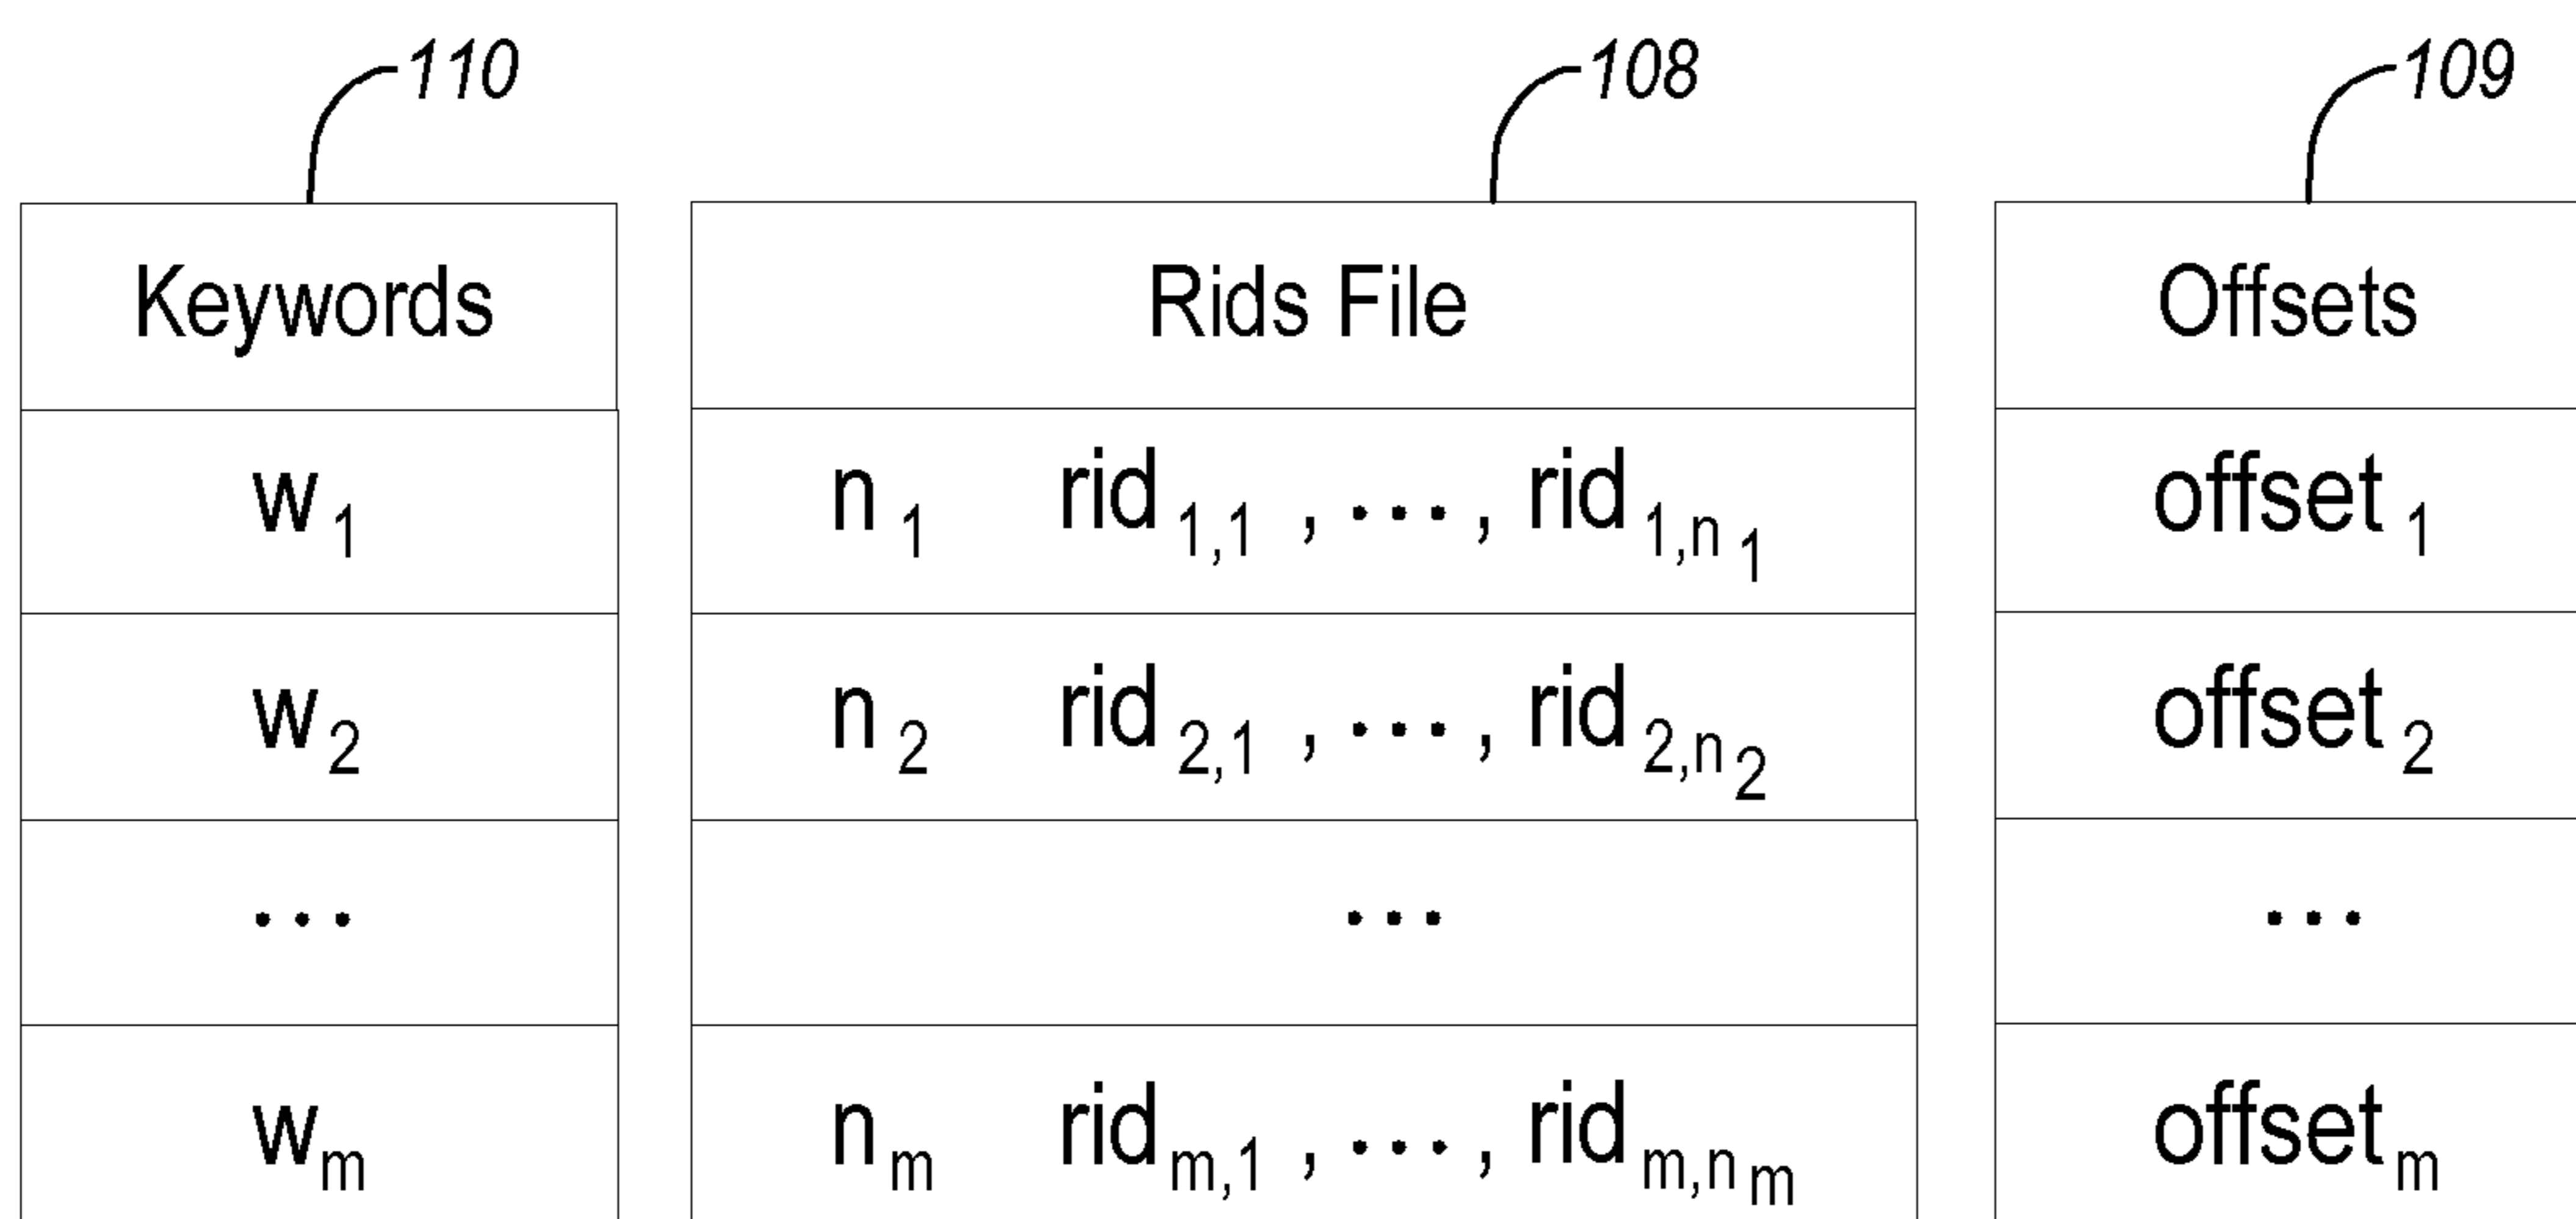 110 108 109
Keywords Rids File Offsets
w₁ n₁ rid₁,₁ , ... , rid₁,ₙ₁ offset₁
w₂ n₂ rid₂,₁ , ... , rid₂,ₙ₂ offset₂
... ... ...
wₘ nₘ ridₘ,₁ , ... , ridₘ,ₙₘ offsetₘ